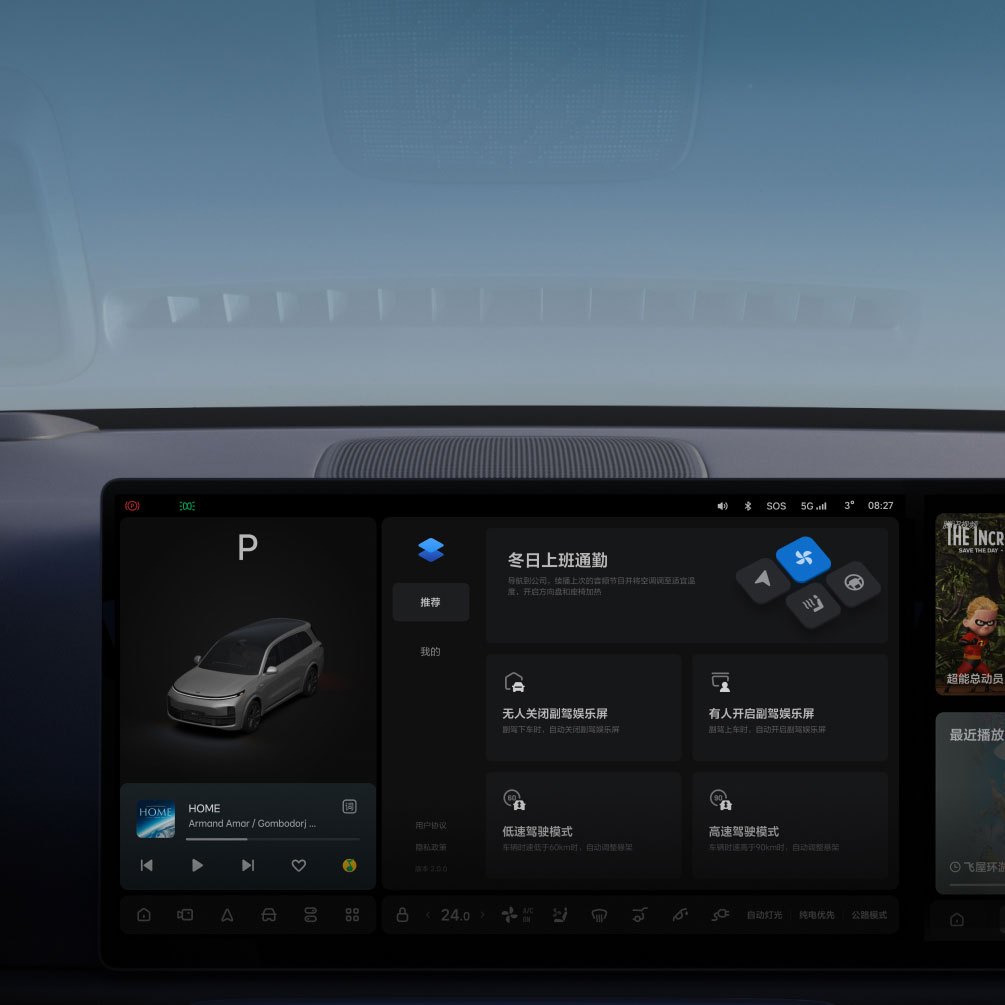 SOS
5G
3°
08:27
P
推荐
我的
冬日上班通勤
导航到公司，续播上次的音频节目并将空调调至适宜温
度，开启方向盘和座椅加热
无人关闭副驾娱乐屏
副驾下车时，自动关闭副驾娱乐屏
有人开启副驾娱乐屏
副驾上车时，自动开启副驾娱乐屏
60
低速驾驶模式
车辆时速低于60km时，自动调整悬架
90
高速驾驶模式
车辆时速高于90km时，自动调整悬架
用户协议
隐私政策
版本 2.0.0
HOME
HOME
Armand Amar / Gombodorj ...
词
24.0
A/C
ON
自动灯光
纯电优先
公路模式
腾讯视频
THE INCR
SAVE THE DAY
超能总动员
最近播放
飞屋环游